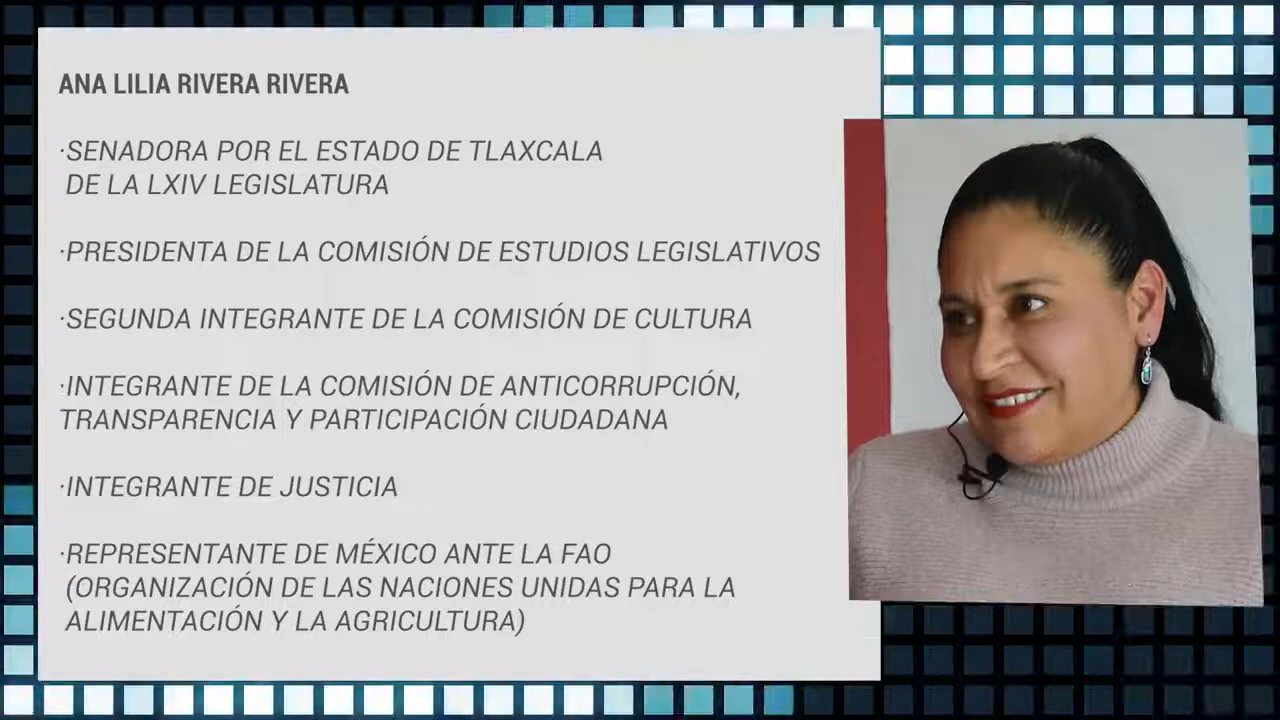 ANA LILIA RIVERA RIVERA
·SENADORA POR EL ESTADO DE TLAXCALA
DE LA LXIV LEGISLATURA
·PRESIDENTA DE LA COMISIÓN DE ESTUDIOS LEGISLATIVOS
·SEGUNDA INTEGRANTE DE LA COMISIÓN DE CULTURA
·INTEGRANTE DE LA COMISIÓN DE ANTICORRUPCIÓN,
TRANSPARENCIA Y PARTICIPACIÓN CIUDADANA
·INTEGRANTE DE JUSTICIA
·REPRESENTANTE DE MÉXICO ANTE LA FAO
(ORGANIZACIÓN DE LAS NACIONES UNIDAS PARA LA
ALIMENTACIÓN Y LA AGRICULTURA)